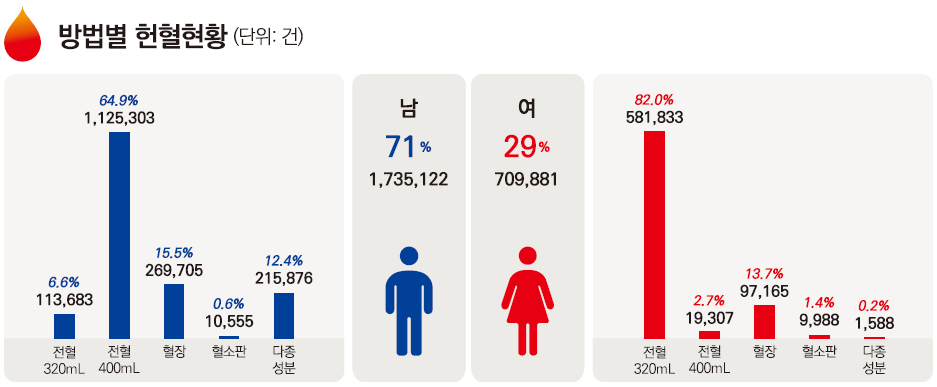 방법별 헌혈현황 (단위: 건)
64.9%
1,125,303
6.6%
113,683
15.5%
269,705
0.6%
10,555
12.4%
215,876
전혈
320mL
전혈
400mL
혈장
혈소판
다종
성분
남
71%
1,735,122
여
29%
709,881
82.0%
581,833
2.7%
19,307
13.7%
97,165
1.4%
9,988
0.2%
1,588
전혈
320mL
전혈
400mL
혈장
혈소판
다종
성분